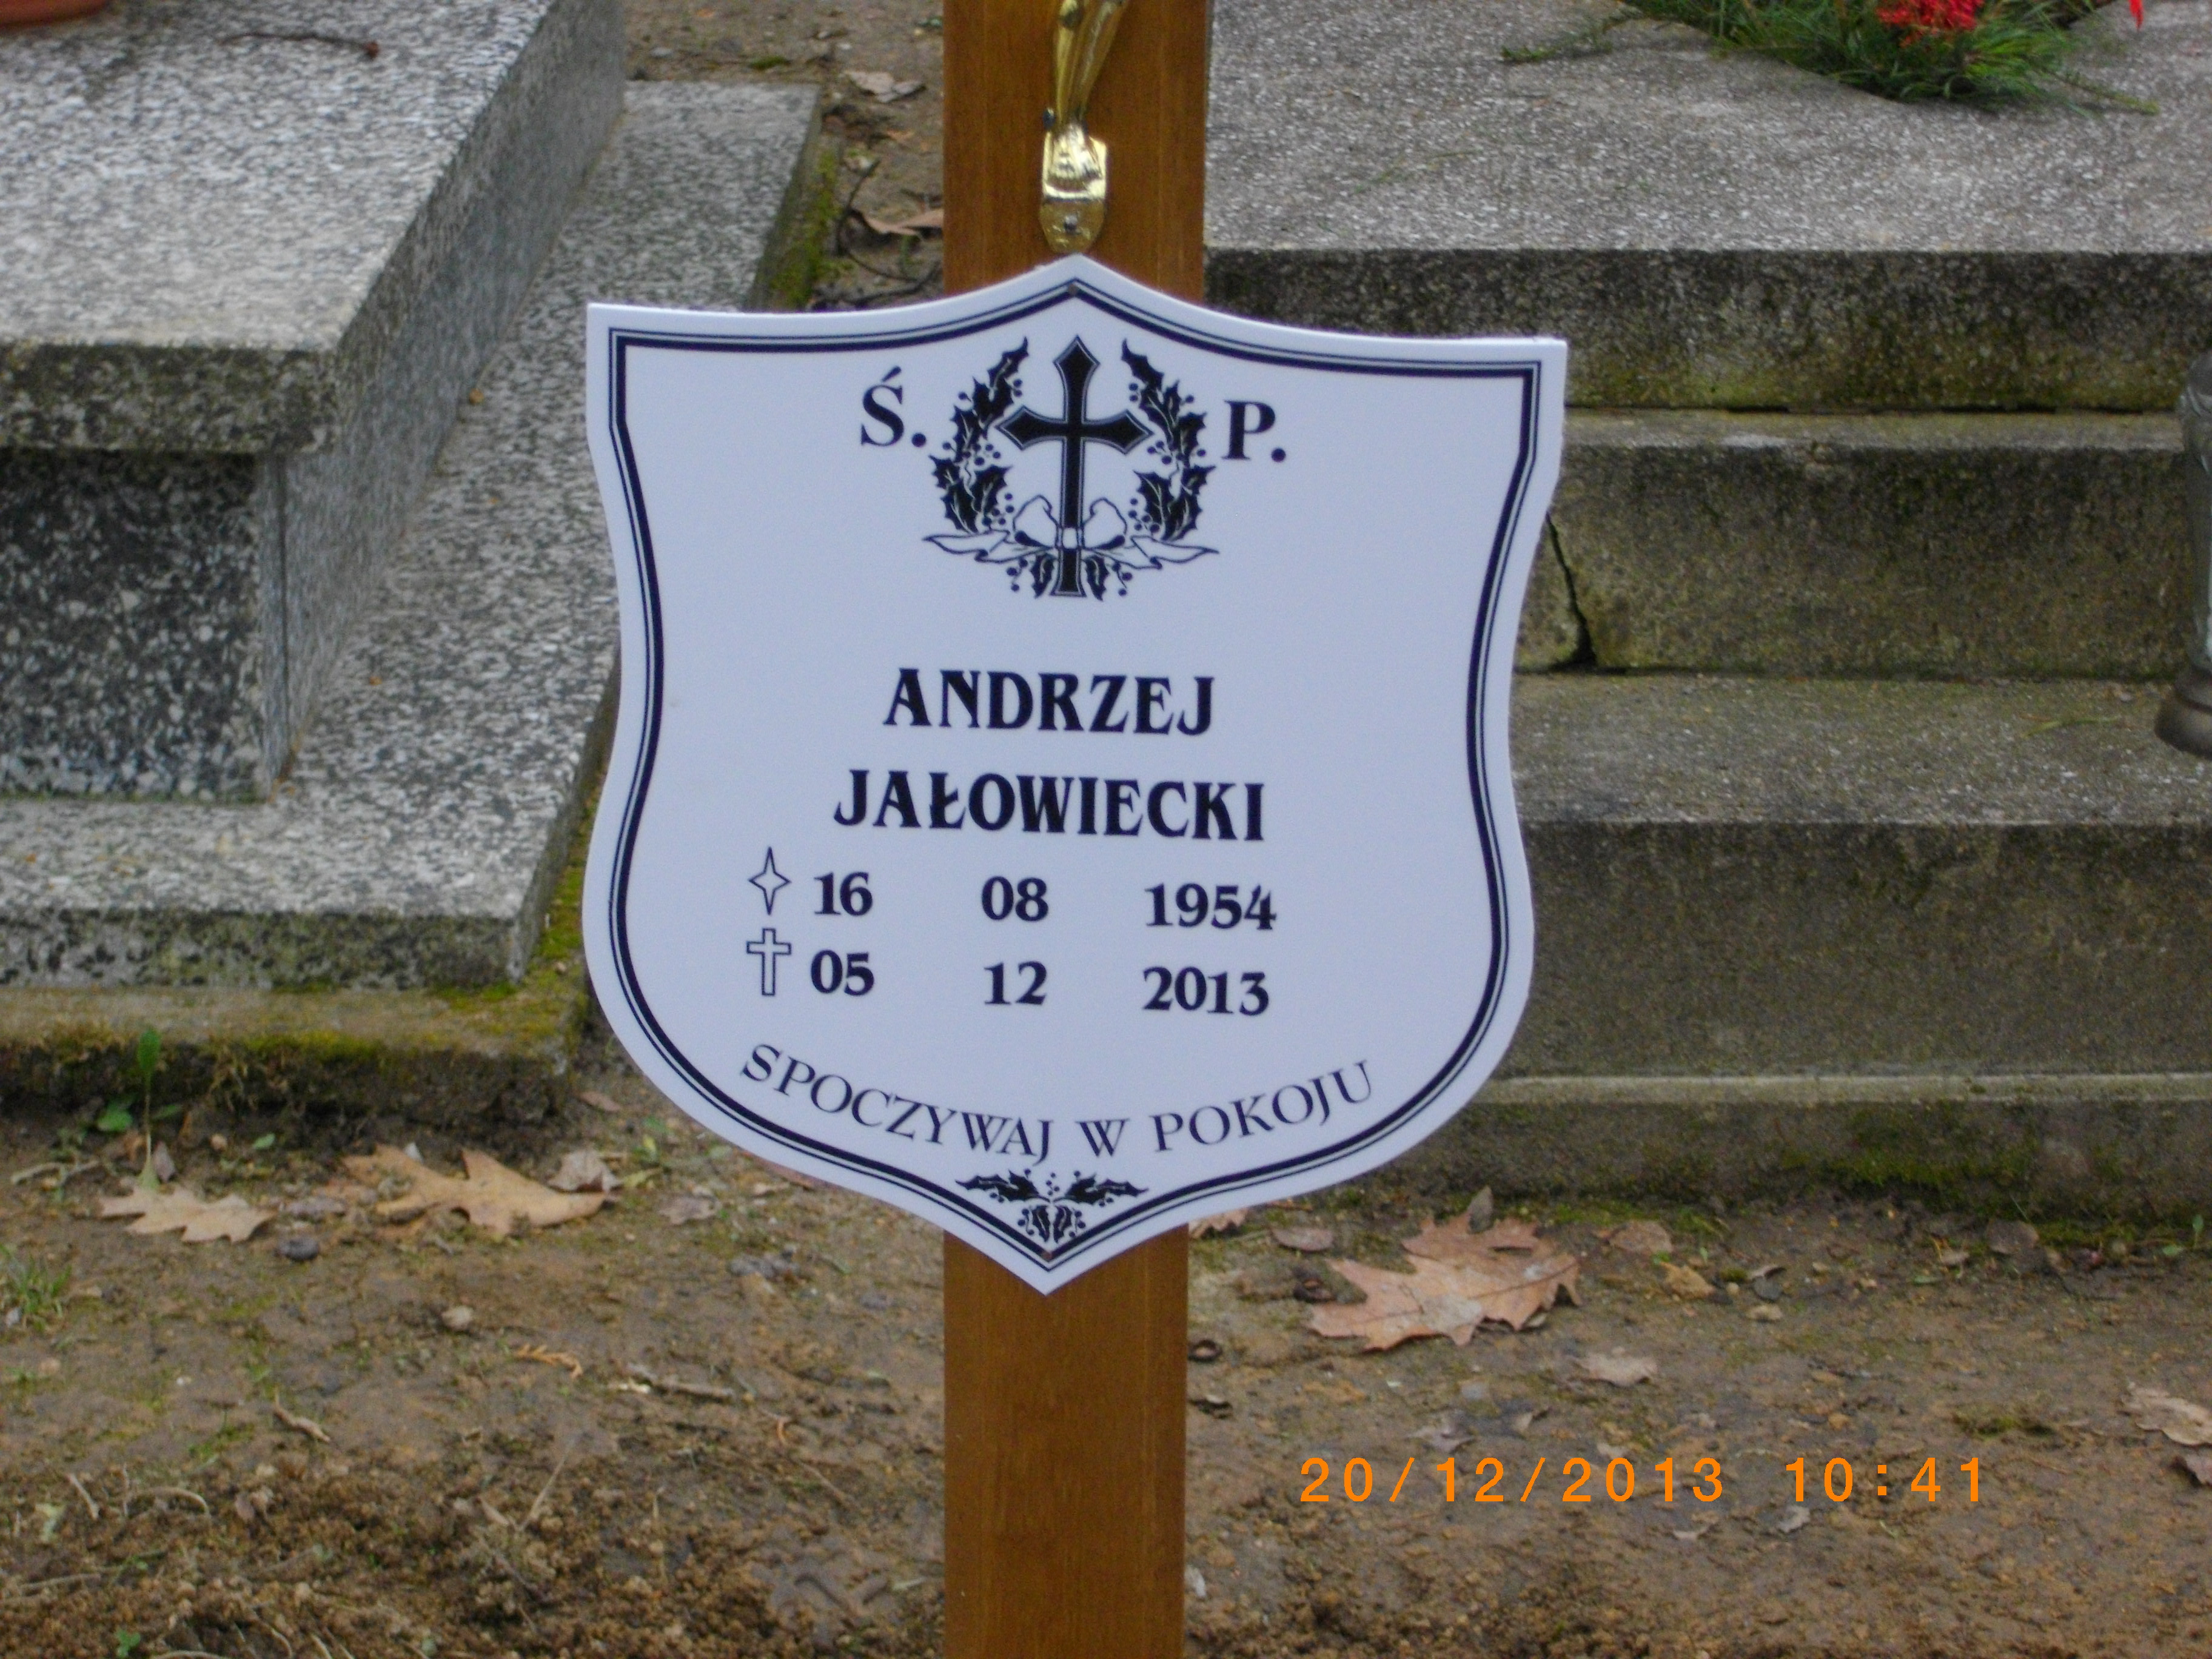 Ś. P.
ANDRZEJ
JAŁOWIECKI
16 08 1954
05 12 2013
SPOCZYWAJ W POKOJU
20/12/2013 10:41